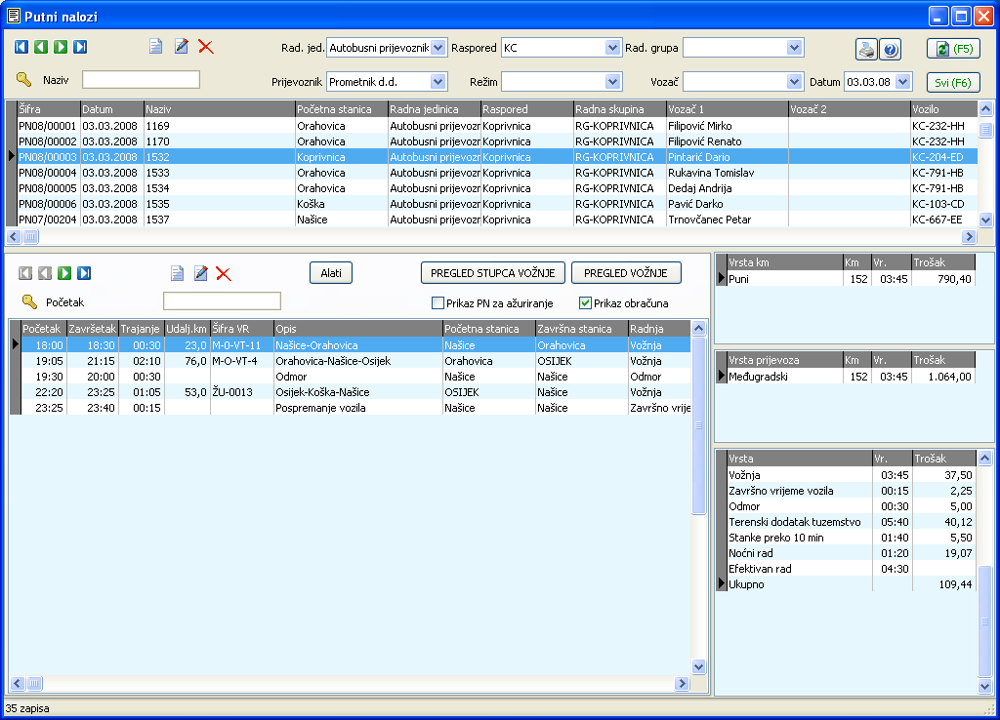 Putni nalozi
Rad. jed. Autobusni prijevoznik Raspored KC Rad. grupa (F5)
Naziv Prijevoznik Prometnik d.d. Režim Vozač Datum 03.03.08 Svi (F6)
Šifra Datum Naziv Početna stanica Radna jedinica Raspored Radna skupina Vozač 1 Vozač 2 Vozilo
PN08/00001 03.03.2008 1169 Orahovica Autobusni prijevozr Koprivnica RG-KOPRIVNICA Filipović Mirko KC-232-HH
PN08/00002 03.03.2008 1170 Orahovica Autobusni prijevozr Koprivnica RG-KOPRIVNICA Filipović Renato KC-232-HH
PN08/00003 03.03.2008 1532 Koprivnica Autobusni prijevozr Koprivnica RG-KOPRIVNICA Pintarić Dario KC-204-ED
PN08/00004 03.03.2008 1533 Orahovica Autobusni prijevozr Koprivnica RG-KOPRIVNICA Rukavina Tomislav KC-791-HB
PN08/00005 03.03.2008 1534 Orahovica Autobusni prijevozr Koprivnica RG-KOPRIVNICA Dedaj Andrija KC-791-HB
PN08/00006 03.03.2008 1535 Koška Autobusni prijevozr Koprivnica RG-KOPRIVNICA Pavić Darko KC-103-CD
PN07/00204 03.03.2008 1537 Našice Autobusni prijevozr Koprivnica RG-KOPRIVNICA Trnovčanec Petar KC-667-EE
Alati PREGLED STUPCA VOŽNJE PREGLED VOŽNJE
Početak Prikaz PN za ažuriranje Prikaz obračuna
Početak Završetak Trajanje Udalj.km Šifra VR Opis Početna stanica Završna stanica Radnja
18:00 18:30 00:30 23,0 M-O-VT-11 Našice-Orahovica Našice Orahovica Vožnja
19:05 21:15 02:10 76,0 M-O-VT-4 Orahovica-Našice-Osijek Orahovica OSIJEK Vožnja
19:30 20:00 00:30 Odmor Našice Našice Odmor
22:20 23:25 01:05 53,0 ŽU-0013 Osijek-Koška-Našice OSIJEK Našice Vožnja
23:25 23:40 00:15 Pospremanje vozila Našice Našice Završno vrije
Vrsta km Km Vr. Trošak
Puni 152 03:45 790,40
Vrsta prijevoza Km Vr. Trošak
Međugradski 152 03:45 1.064,00
Vrsta Vr. Trošak
Vožnja 03:45 37,50
Završno vrijeme vozila 00:15 2,25
Odmor 00:30 5,00
Terenski dodatak tuzemstvo 05:40 40,12
Stanke preko 10 min 01:40 5,50
Noćni rad 01:20 19,07
Efektivan rad 04:30
Ukupno 109,44
35 zapisa